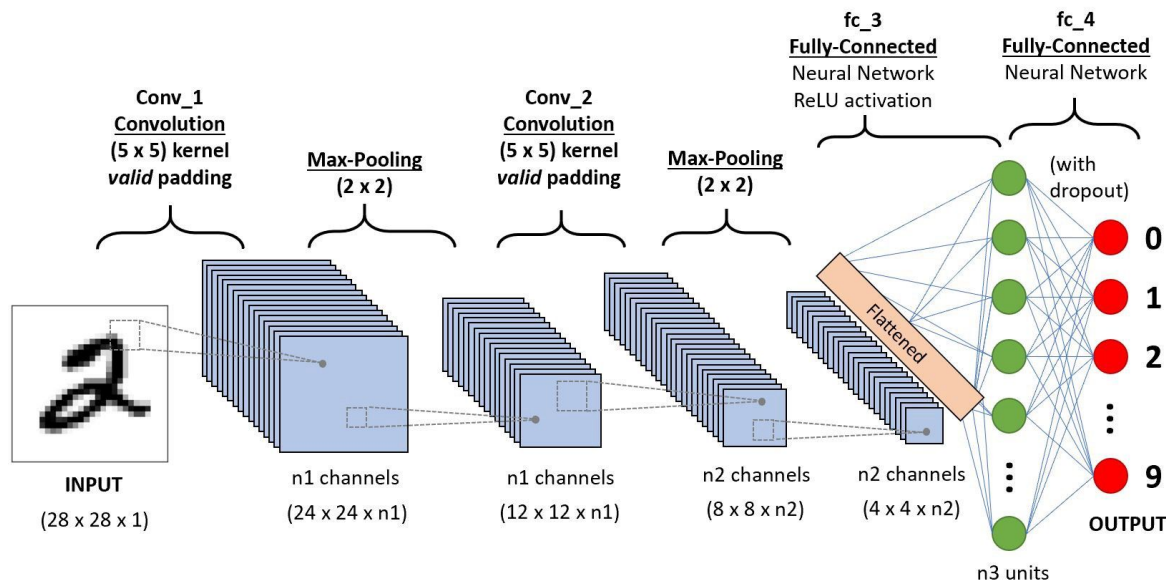 fc_3
Fully-Connected
Neural Network
ReLU activation
fc_4
Fully-Connected
Neural Network
Conv_1
Convolution
(5 x 5) kernel
valid padding
Max-Pooling
(2 x 2)
Conv_2
Convolution
(5 x 5) kernel
valid padding
Max-Pooling
(2 x 2)
(with
dropout)
0
1
2
9
Flattened
2
INPUT
(28 x 28 x 1)
n1 channels
(24 x 24 x n1)
n1 channels
(12 x 12 x n1)
n2 channels
(8 x 8 x n2)
n2 channels
(4 x 4 x n2)
OUTPUT
n3 units